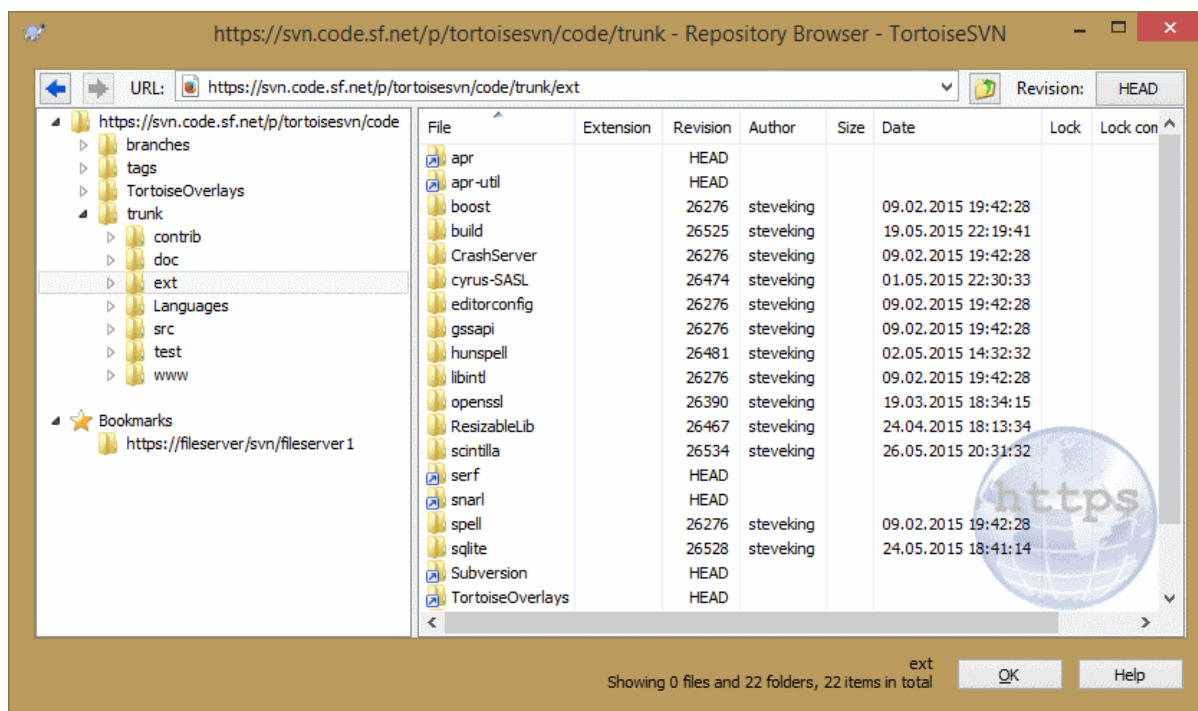 https://svn.code.sf.net/p/tortoisesvn/code/trunk - Repository Browser - TortoiseSVN
URL: https://svn.code.sf.net/p/tortoisesvn/code/trunk/ext Revision: HEAD
https://svn.code.sf.net/p/tortoisesvn/code
branches
tags
TortoiseOverlays
trunk
contrib
doc
ext
Languages
src
test
www
Bookmarks
https://fileserver/svn/fileserver1
File Extension Revision Author Size Date Lock Lock com
apr HEAD
apr-util HEAD
boost 26276 steveking 09.02.2015 19:42:28
build 26525 steveking 19.05.2015 22:19:41
CrashServer 26276 steveking 09.02.2015 19:42:28
cyrus-SASL 26474 steveking 01.05.2015 22:30:33
editorconfig 26276 steveking 09.02.2015 19:42:28
gssapi 26276 steveking 09.02.2015 19:42:28
hunspell 26481 steveking 02.05.2015 14:32:32
libintl 26276 steveking 09.02.2015 19:42:28
openssl 26390 steveking 19.03.2015 18:34:15
ResizableLib 26467 steveking 24.04.2015 18:13:34
scintilla 26534 steveking 26.05.2015 20:31:32
serf HEAD
snarl HEAD
spell 26276 steveking 09.02.2015 19:42:28
sqlite 26528 steveking 24.05.2015 18:41:14
Subversion HEAD
TortoiseOverlays HEAD
https
ext
Showing 0 files and 22 folders, 22 items in total
OK Help